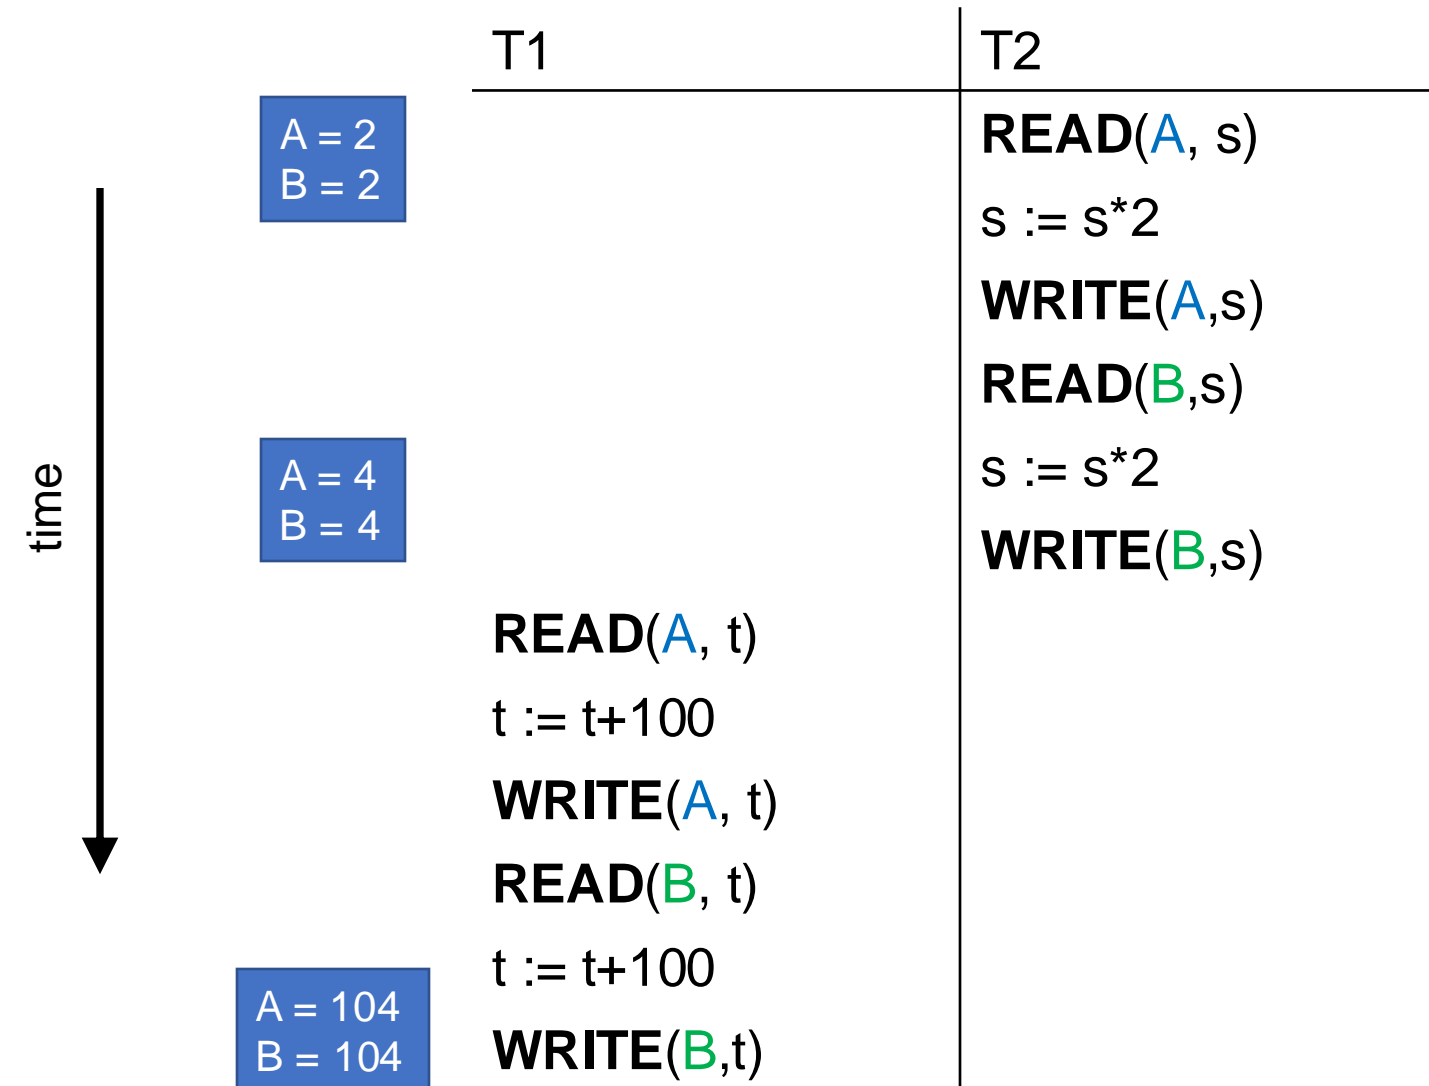 T1 T2
A = 2
B = 2
READ(A, s)
s := s*2
WRITE(A,s)
READ(B,s)
time
A = 4
B = 4
s := s*2
WRITE(B,s)
READ(A, t)
t := t+100
WRITE(A, t)
READ(B, t)
t := t+100
A = 104
B = 104
WRITE(B,t)